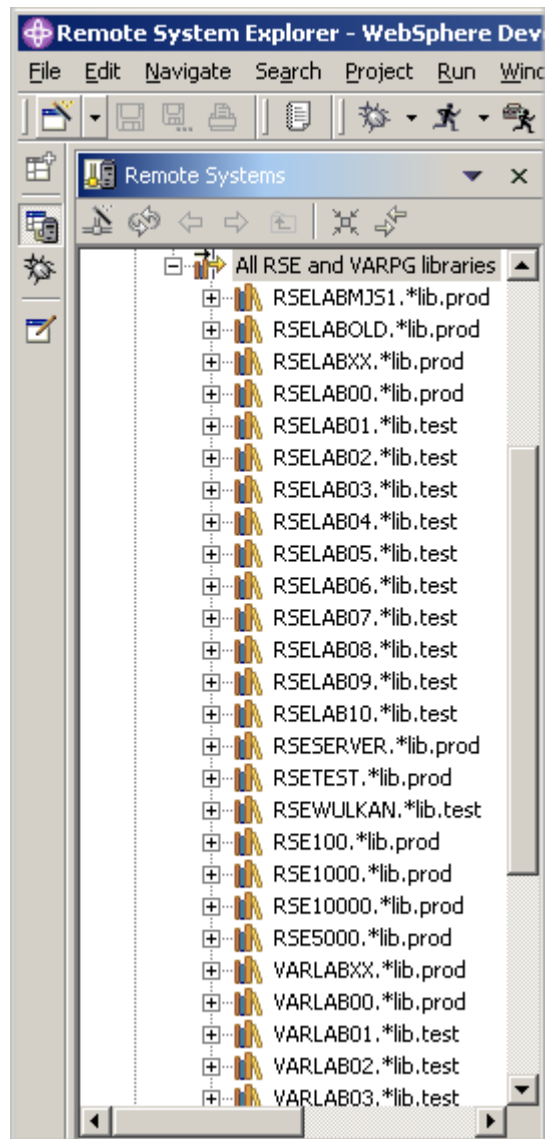 Remote System Explorer - WebSphere Dev
File Edit Navigate Search Project Run Wind
Remote Systems
All RSE and VARPG libraries
RSELABMJS1.*lib.prod
RSELABOLD.*lib.prod
RSELABXX.*lib.prod
RSELAB00.*lib.prod
RSELAB01.*lib.test
RSELAB02.*lib.test
RSELAB03.*lib.test
RSELAB04.*lib.test
RSELAB05.*lib.test
RSELAB06.*lib.test
RSELAB07.*lib.test
RSELAB08.*lib.test
RSELAB09.*lib.test
RSELAB10.*lib.test
RSESERVER.*lib.prod
RSETEST.*lib.prod
RSEWULKAN.*lib.test
RSE100.*lib.prod
RSE1000.*lib.prod
RSE10000.*lib.prod
RSE5000.*lib.prod
VARLABXX.*lib.prod
VARLAB00.*lib.prod
VARLAB01.*lib.test
VARLAB02.*lib.test
VARLAB03.*lib.test